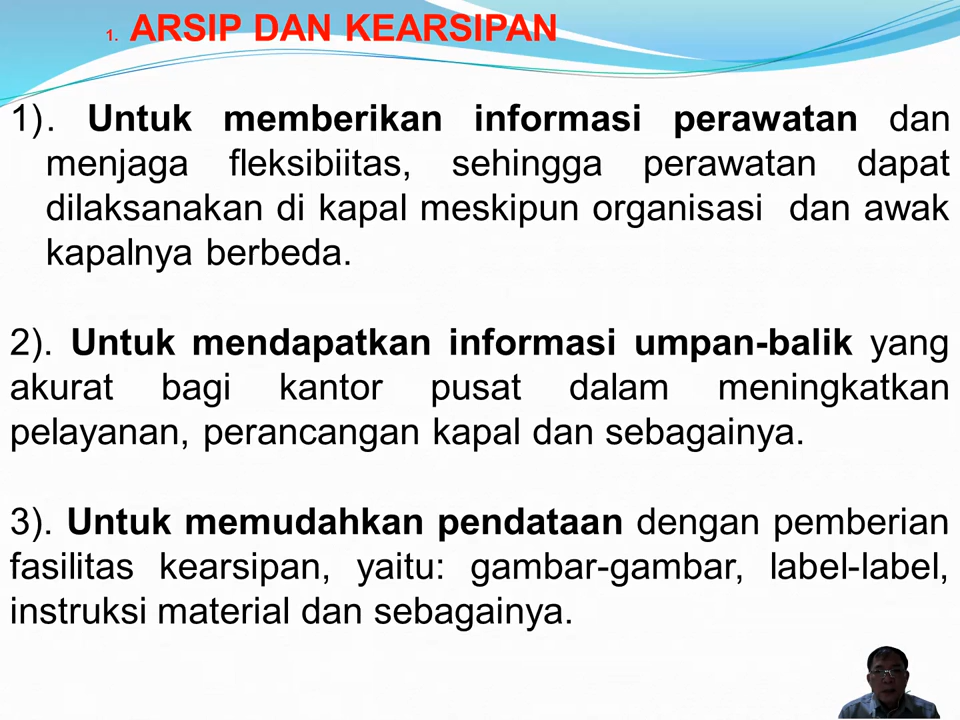 1. ARSIP DAN KEARSIPAN
1). Untuk memberikan informasi perawatan dan
menjaga fleksibiitas, sehingga perawatan dapat
dilaksanakan di kapal meskipun organisasi dan awak
kapalnya berbeda.
2). Untuk mendapatkan informasi umpan-balik yang
akurat bagi kantor pusat dalam meningkatkan
pelayanan, perancangan kapal dan sebagainya.
3). Untuk memudahkan pendataan dengan pemberian
fasilitas kearsipan, yaitu: gambar-gambar, label-label,
instruksi material dan sebagainya.